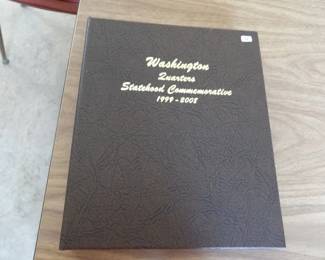 Washington
Quarters
Statehood Commemorative
1999-2008